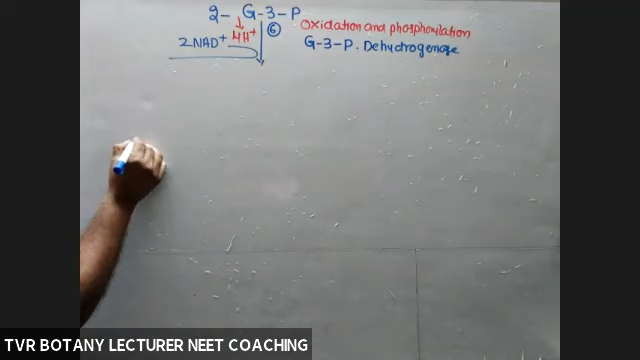 2- G-3-P
4H⁺ ⑥ Oxidation and phosphorylation
2NAD⁺ G-3-P. Dehydrogenase
TVR BOTANY LECTURER NEET COACHING